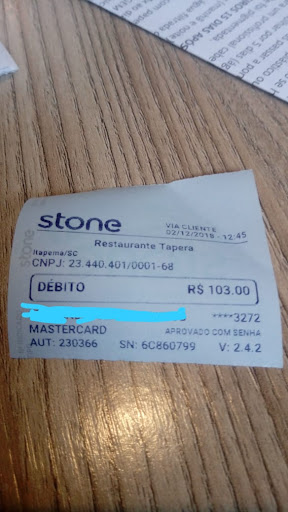 stone
VIA CLIENTE
02/12/2018 - 12:45
Restaurante Tapera
Itapema/SC
CNPJ: 23.440.401/0001-68
DÉBITO R$ 103.00
****3272
MASTERCARD APROVADO COM SENHA
AUT: 230366 SN: 6C860799 V: 2.4.2